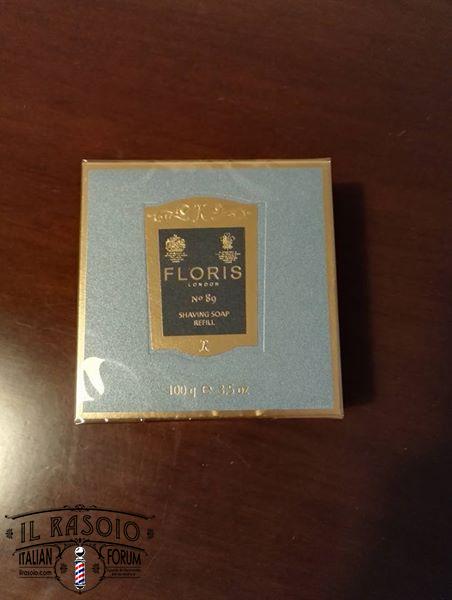 FLORIS
LONDON
No 89
SHAVING SOAP
REFILL
100 g e 3,5 oz
IL RASOIO
ITALIAN FORUM
ilrasoio.com